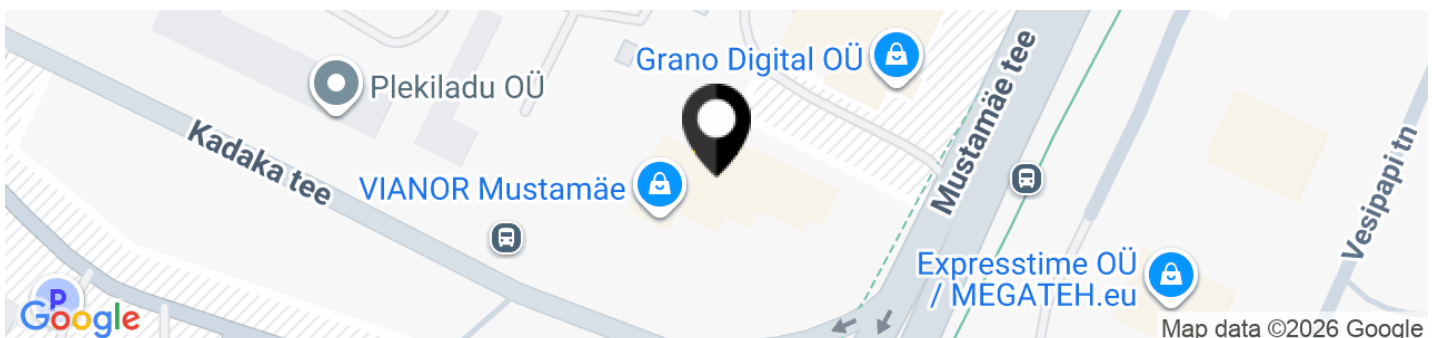 Grano Digital OÜ
Plekiladu OÜ
Mustamäe tee
Kadaka tee
VIANOR Mustamäe
Vesipapi tn
Expresstime OÜ
/ MEGATEH.eu
P
Google
Map data ©2026 Google